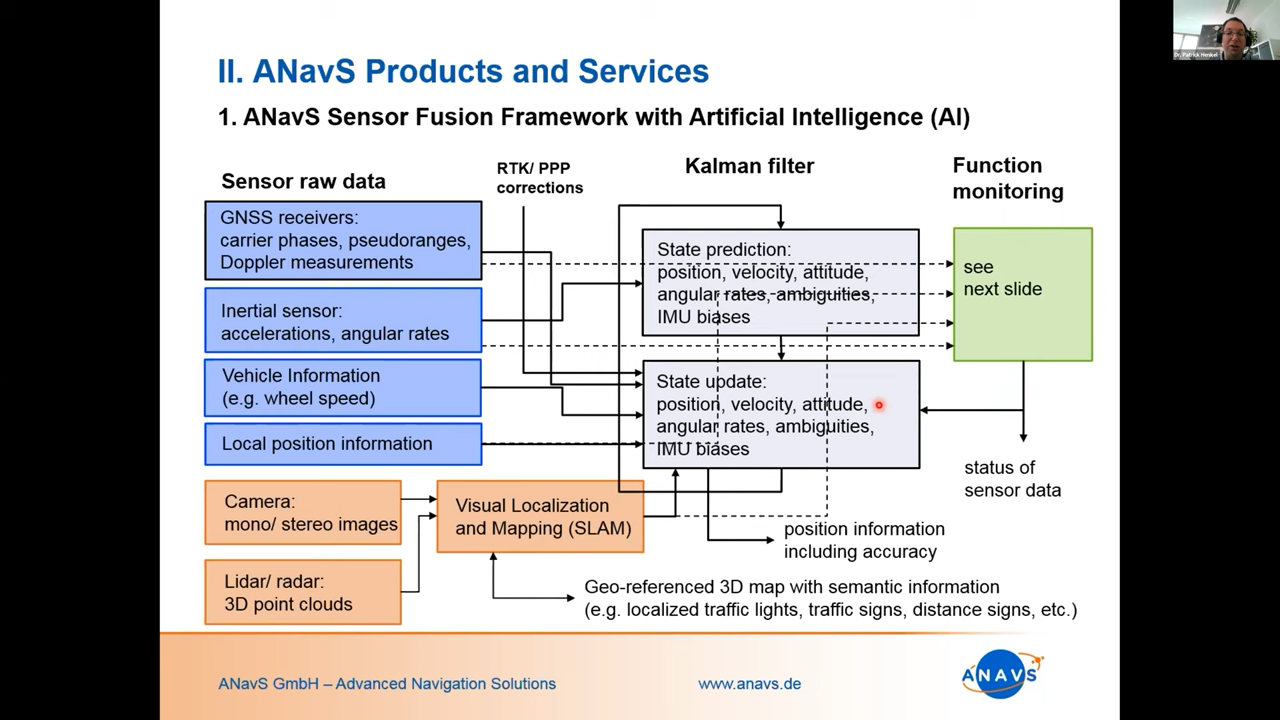 II. ANavS Products and Services
1. ANavS Sensor Fusion Framework with Artificial Intelligence (AI)
Sensor raw data
RTK/ PPP
corrections
Kalman filter
Function
monitoring
GNSS receivers:
carrier phases, pseudoranges,
Doppler measurements
Inertial sensor:
accelerations, angular rates
Vehicle Information
(e.g. wheel speed)
Local position information
Camera:
mono/ stereo images
Lidar/ radar:
3D point clouds
Visual Localization
and Mapping (SLAM)
State prediction:
position, velocity, attitude,
angular rates, ambiguities,
IMU biases
State update:
position, velocity, attitude,
angular rates, ambiguities,
IMU biases
see
next slide
status of
sensor data
position information
including accuracy
Geo-referenced 3D map with semantic information
(e.g. localized traffic lights, traffic signs, distance signs, etc.)
ANavS GmbH – Advanced Navigation Solutions
www.anavs.de
ANAVS
Dr. Patrick Henkel